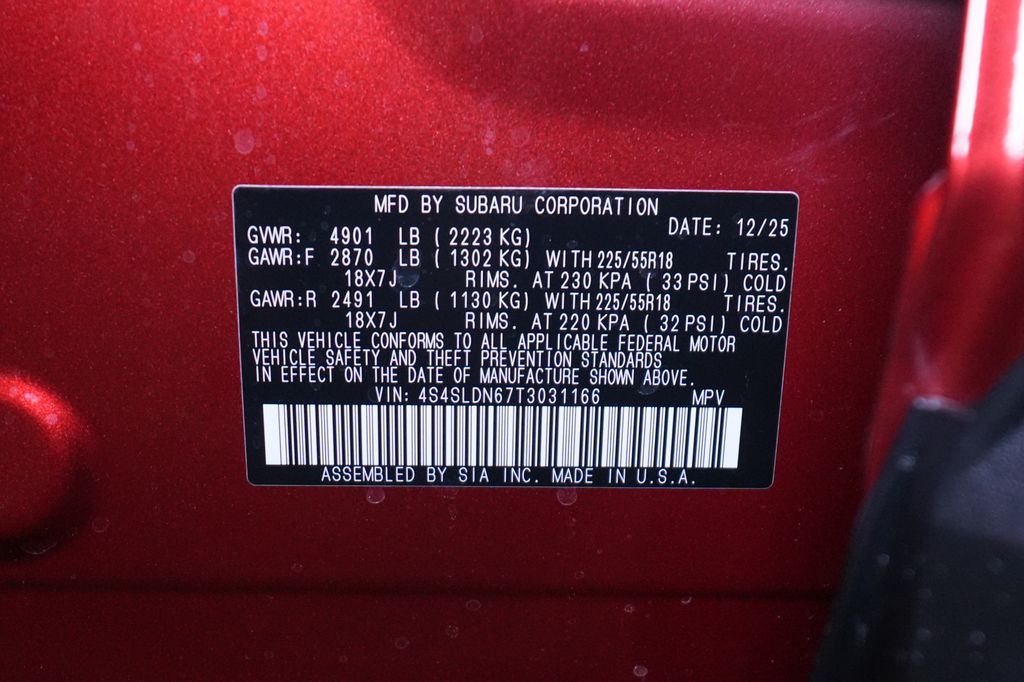 MFD BY SUBARU CORPORATION
DATE: 12/25
GVWR: 4901 LB ( 2223 KG)
GAWR:F 2870 LB ( 1302 KG) WITH 225/55R18 TIRES.
18X7J RIMS. AT 230 KPA ( 33 PSI) COLD
GAWR:R 2491 LB ( 1130 KG) WITH 225/55R18 TIRES.
18X7J RIMS. AT 220 KPA ( 32 PSI) COLD
THIS VEHICLE CONFORMS TO ALL APPLICABLE FEDERAL MOTOR
VEHICLE SAFETY AND THEFT PREVENTION STANDARDS
IN EFFECT ON THE DATE OF MANUFACTURE SHOWN ABOVE.
VIN: 4S4SLDN67T3031166 MPV
ASSEMBLED BY SIA INC. MADE IN U.S.A.